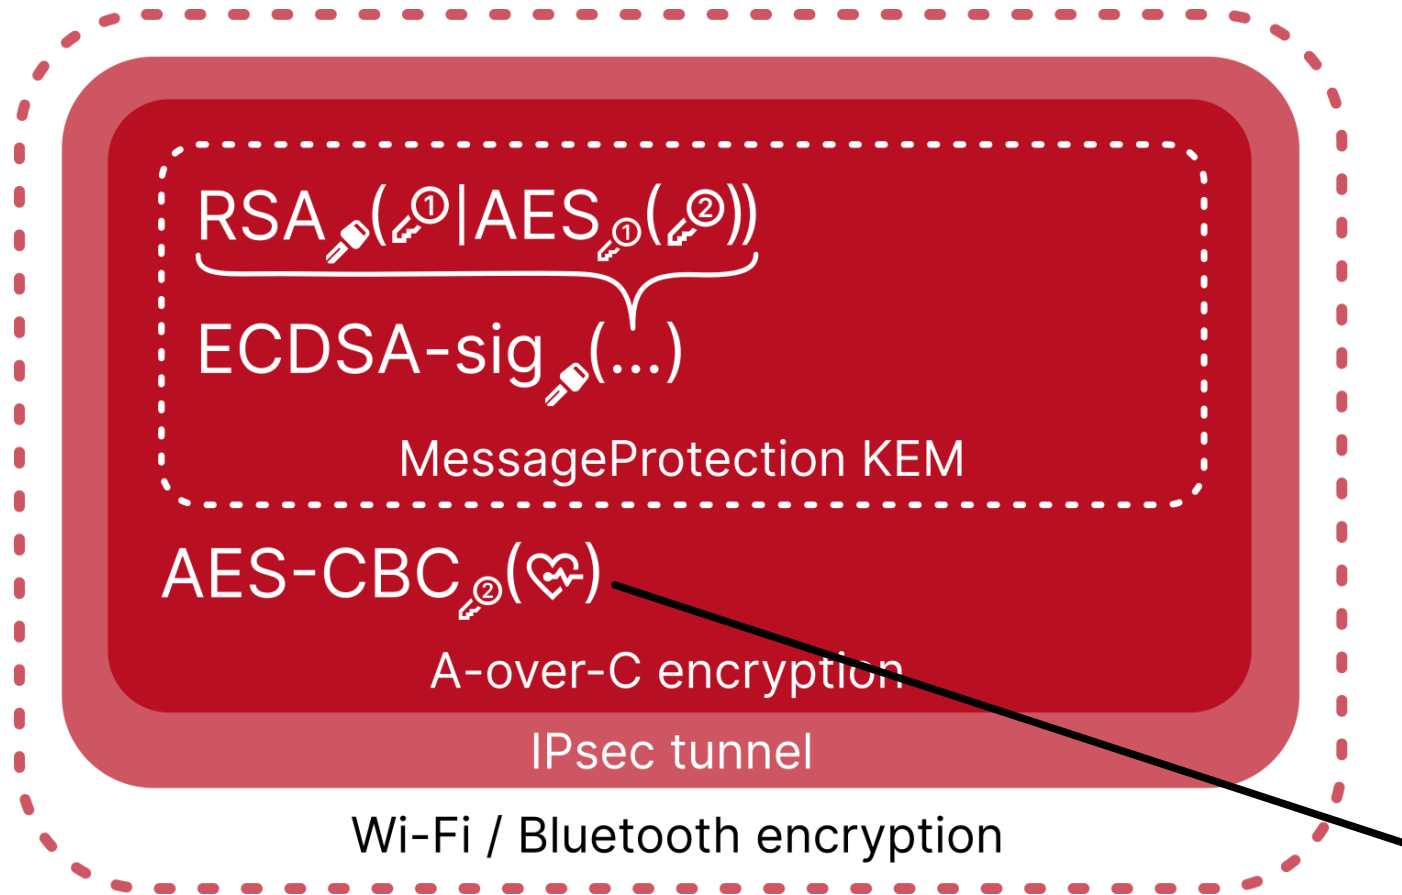 RSA(1|AES1(2))
ECDSA-sig(...)
MessageProtection KEM
AES-CBC2()
A-over-C encryption
IPsec tunnel
Wi-Fi / Bluetooth encryption